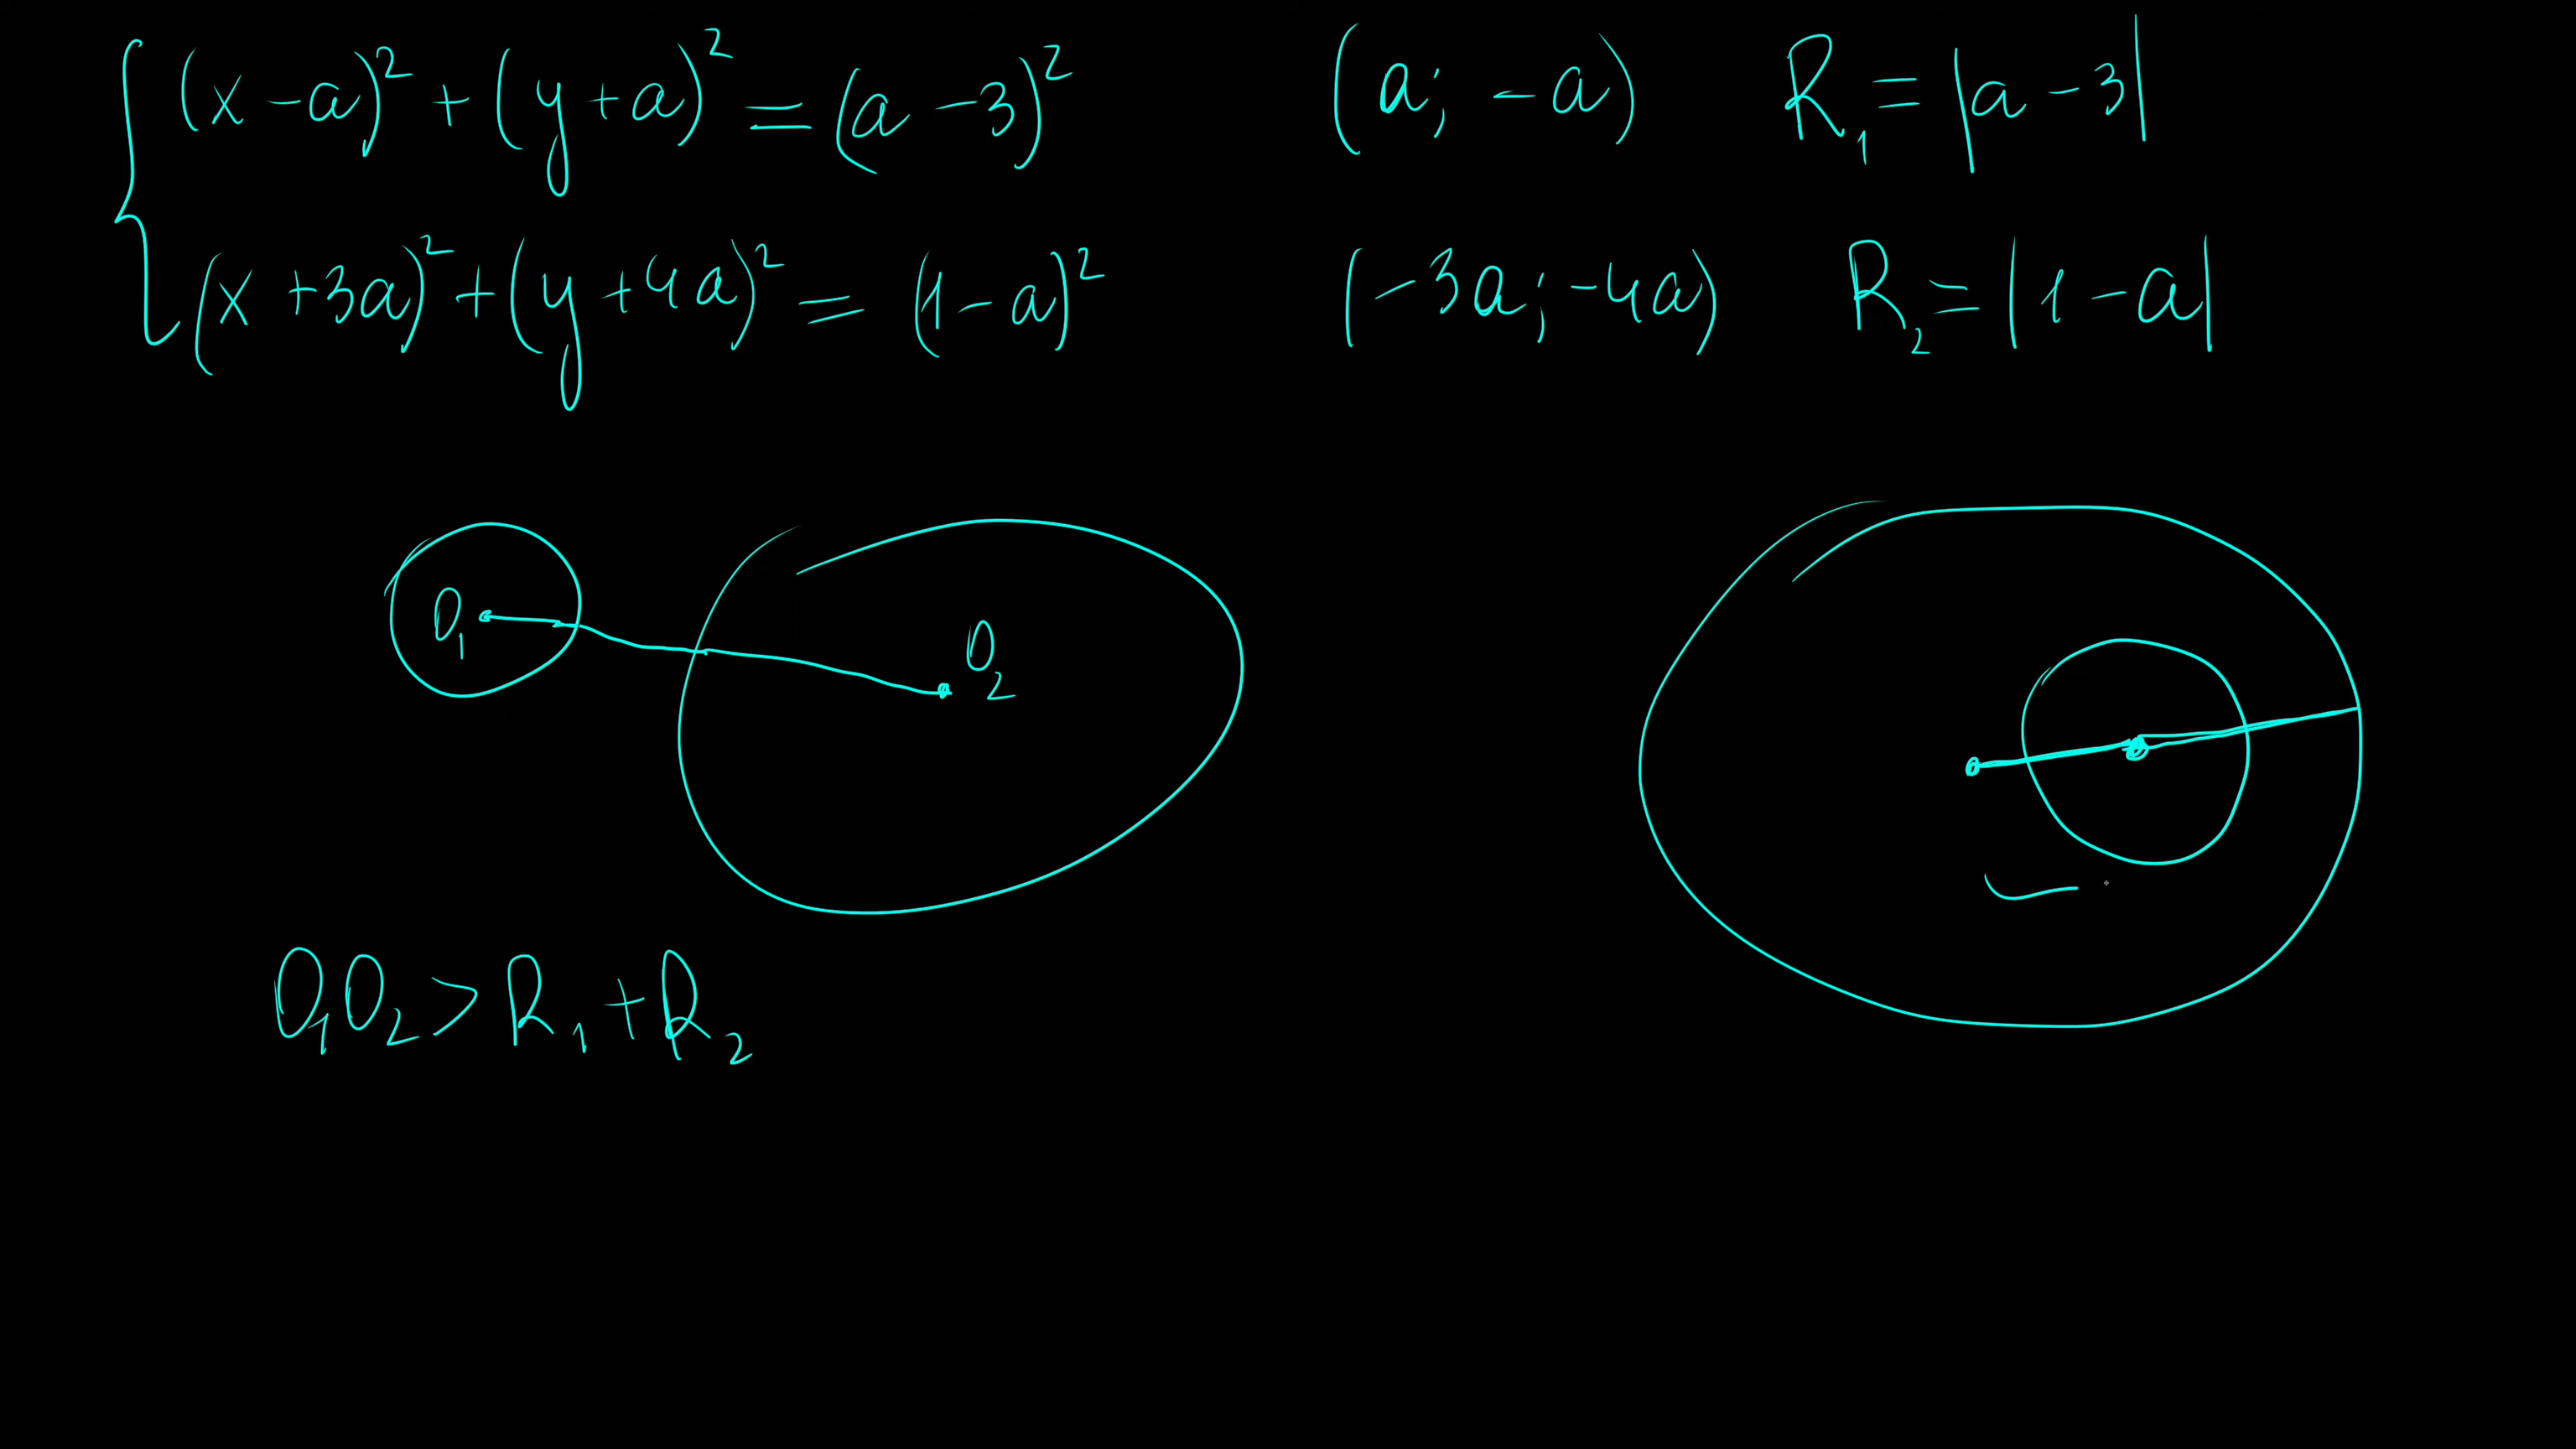 (x-a)² + (y+a)² = (a-3)² (a; -a) R₁ = |a-3|
(x+3a)² + (y+4a)² = (1-a)² (-3a; -4a) R₂ = |1-a|
O₁ O₂
O₁O₂ > R₁ + R₂